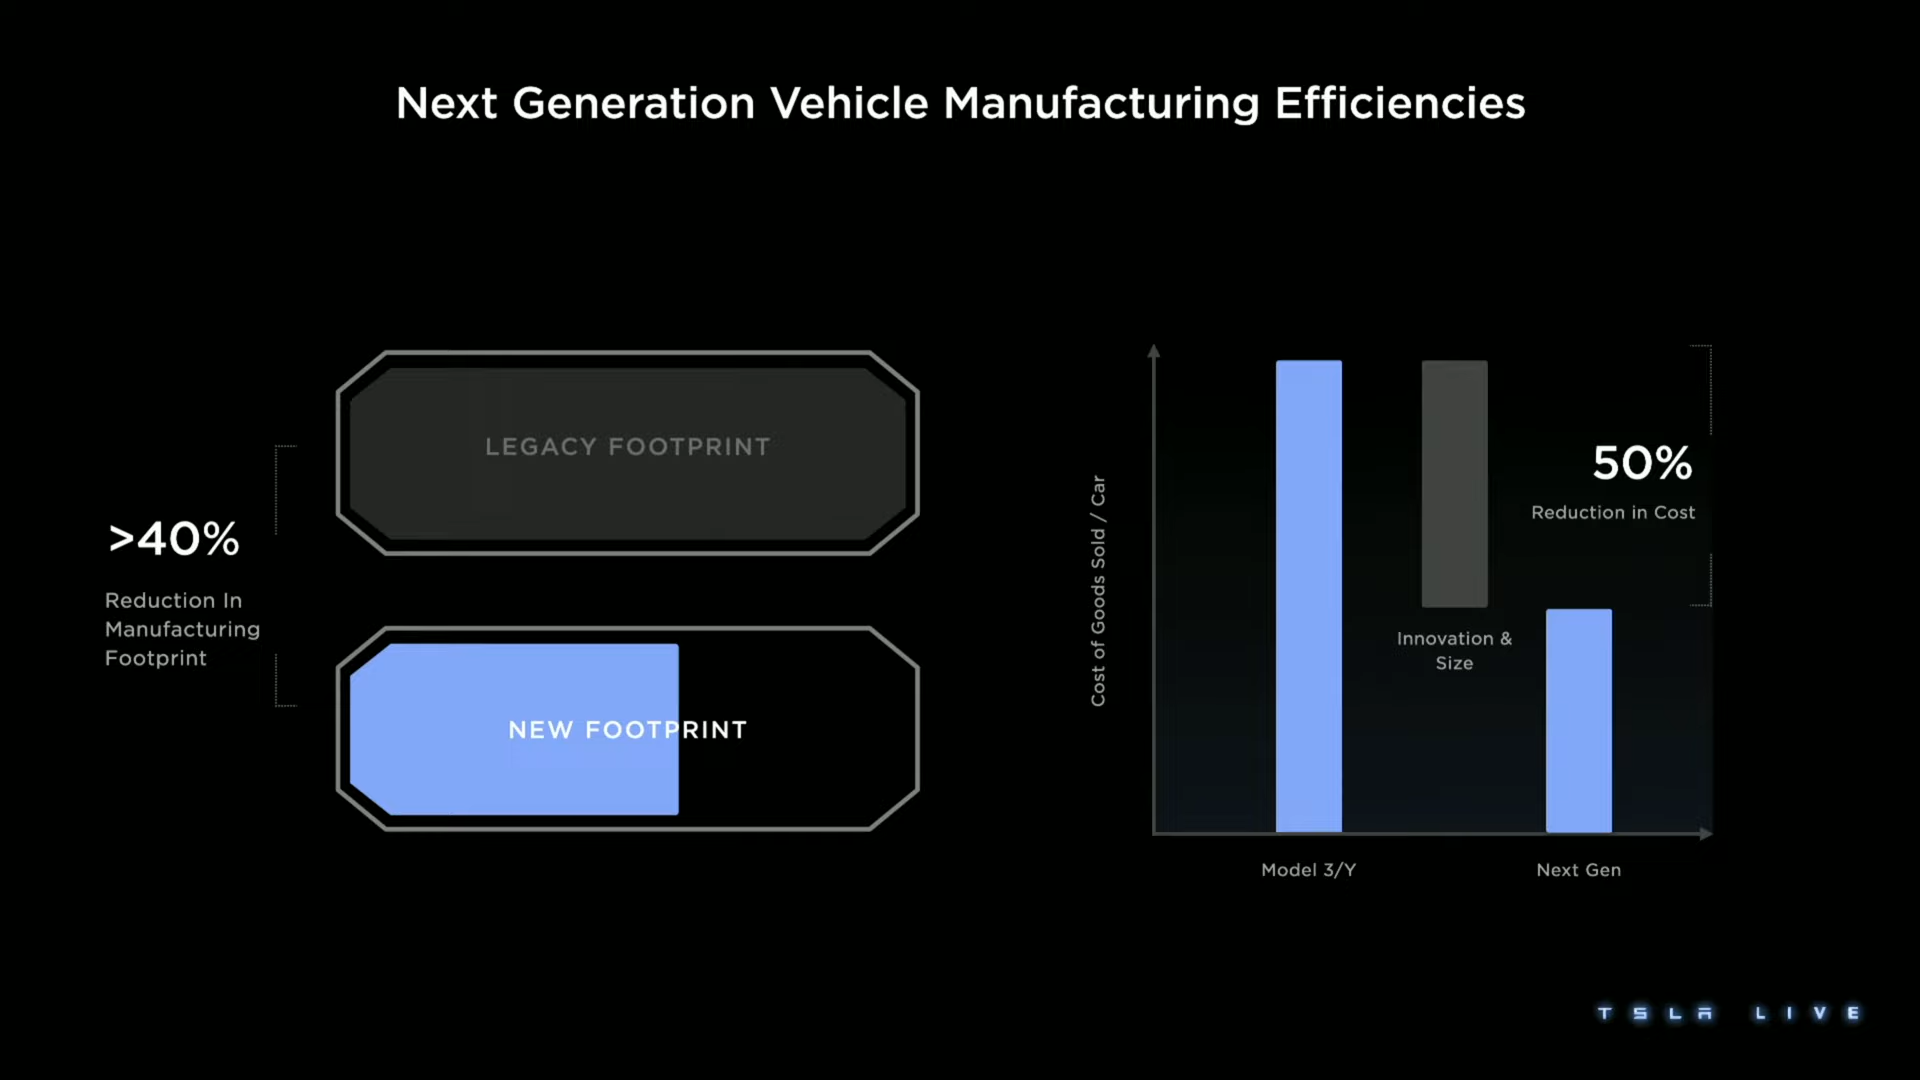 Next Generation Vehicle Manufacturing Efficiencies
LEGACY FOOTPRINT
>40%
Reduction In
Manufacturing
Footprint
NEW FOOTPRINT
Cost of Goods Sold / Car
50%
Reduction in Cost
Innovation &
Size
Model 3/Y
Next Gen
TSLA LIVE